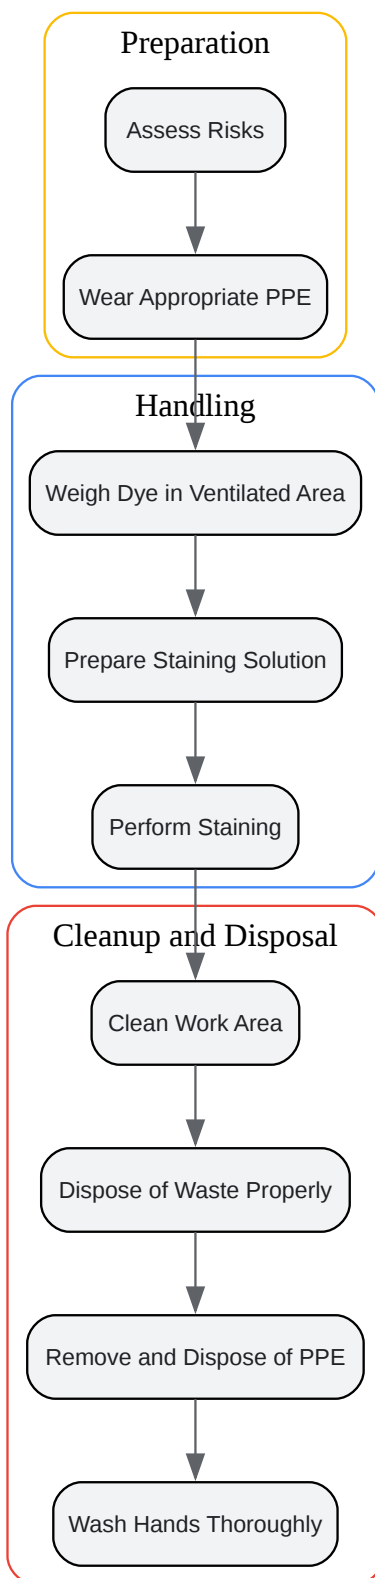 Preparation
Assess Risks
Wear Appropriate PPE
Handling
Weigh Dye in Ventilated Area
Prepare Staining Solution
Perform Staining
Cleanup and Disposal
Clean Work Area
Dispose of Waste Properly
Remove and Dispose of PPE
Wash Hands Thoroughly